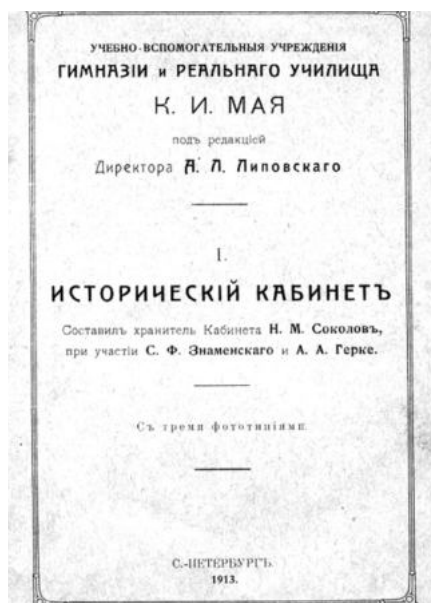 УЧЕБНО-ВСПОМОГАТЕЛЬНЫЯ УЧРЕЖДЕНІЯ
ГИМНАЗІИ и РЕАЛЬНАГО УЧИЛИЩА
К. И. МАЯ
подъ редакціей
Директора А. Л. Липовскаго
I.
ИСТОРИЧЕСКІЙ КАБИНЕТЪ
Составилъ хранитель Кабинета Н. М. Соколовъ,
при участіи С. Ф. Знаменскаго и А. А. Герке.
Съ тремя фототипіями.
С.-ПЕТЕРБУРГЪ.
1913.